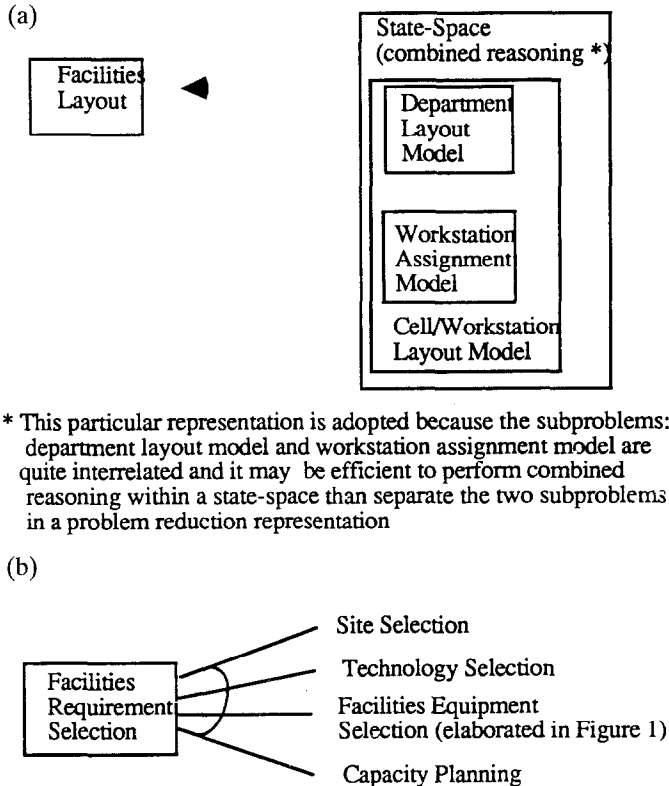 (a)
Facilities
Layout
State-Space
(combined reasoning *)
Department
Layout
Model
Workstation
Assignment
Model
Cell/Workstation
Layout Model
* This particular representation is adopted because the subproblems:
department layout model and workstation assignment model are
quite interrelated and it may be efficient to perform combined
reasoning within a state-space than separate the two subproblems
in a problem reduction representation
(b)
Facilities
Requirement
Selection
Site Selection
Technology Selection
Facilities Equipment
Selection (elaborated in Figure 1)
Capacity Planning